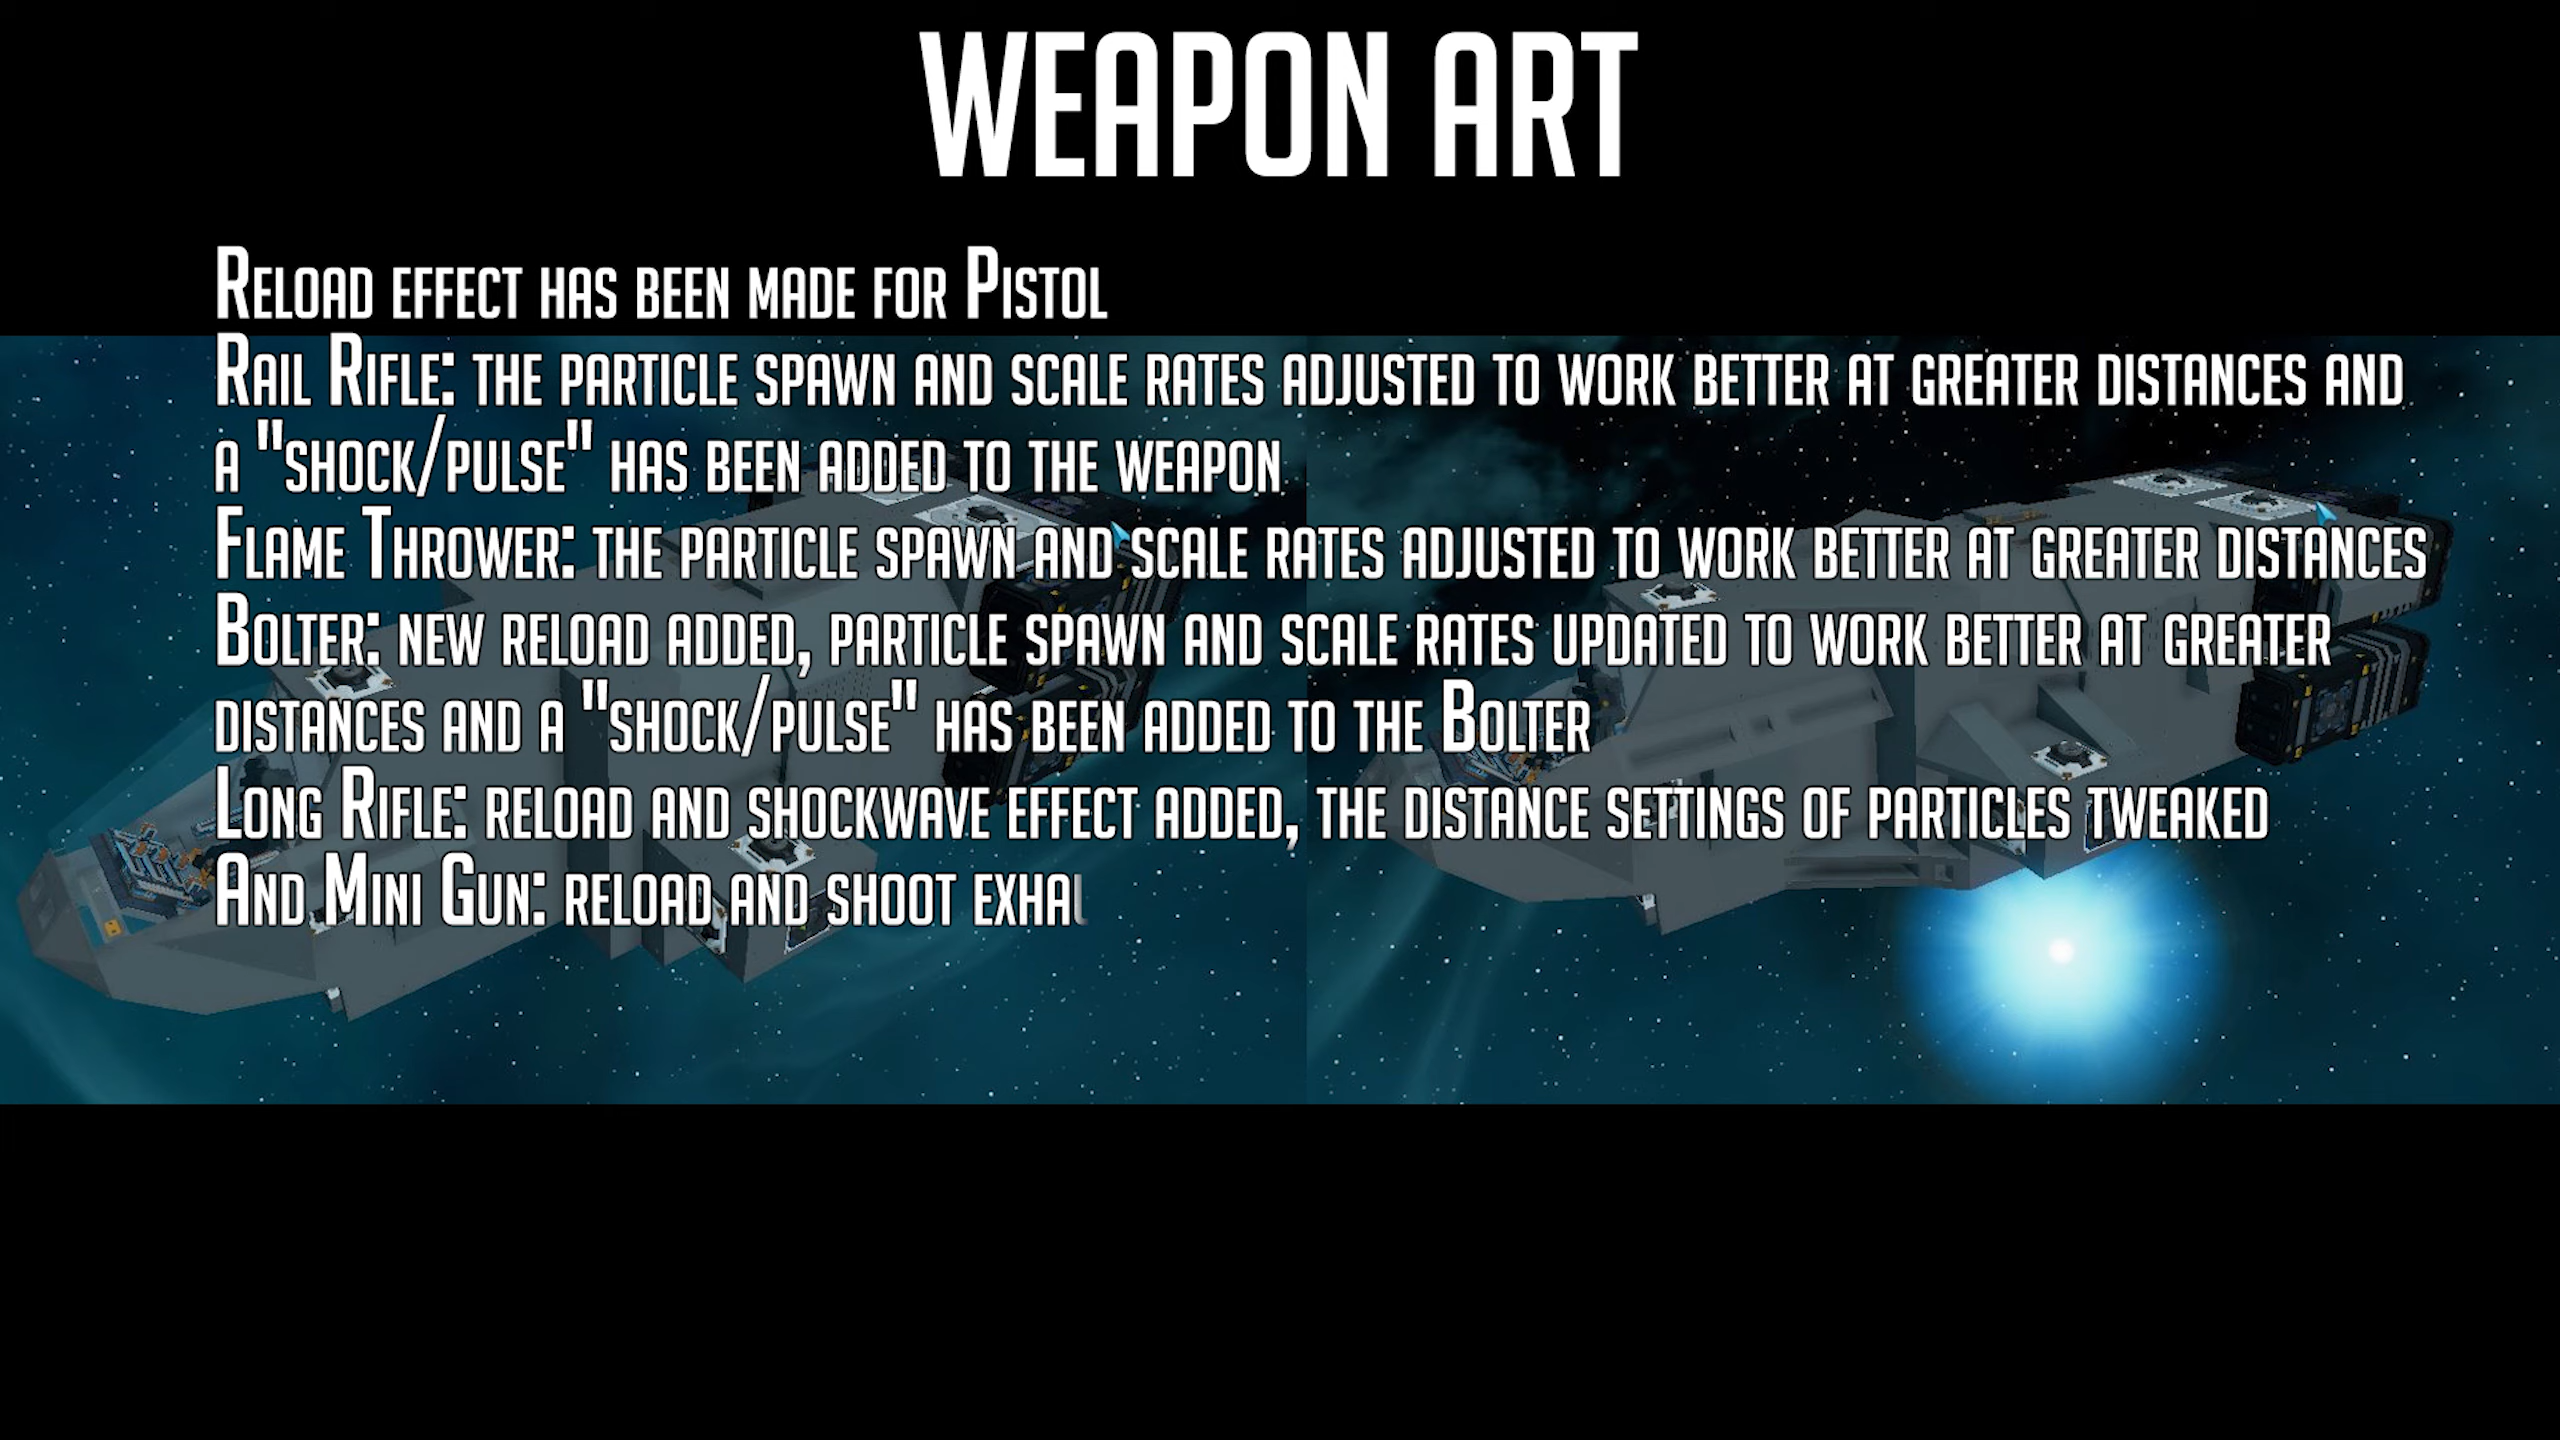 WEAPON ART
Reload effect has been made for Pistol
Rail Rifle: the particle spawn and scale rates adjusted to work better at greater distances and
a "shock/pulse" has been added to the weapon
Flame Thrower: the particle spawn and scale rates adjusted to work better at greater distances
Bolter: new reload added, particle spawn and scale rates updated to work better at greater
distances and a "shock/pulse" has been added to the Bolter
Long Rifle: reload and shockwave effect added, the distance settings of particles tweaked
And Mini Gun: reload and shoot